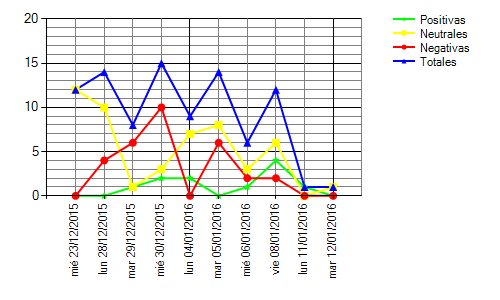 20
15
10
5
0
mié 23/12/2015
lun 28/12/2015
mar 29/12/2015
mié 30/12/2015
lun 04/01/2016
mar 05/01/2016
mié 06/01/2016
vie 08/01/2016
lun 11/01/2016
mar 12/01/2016
Positivas
Neutrales
Negativas
Totales